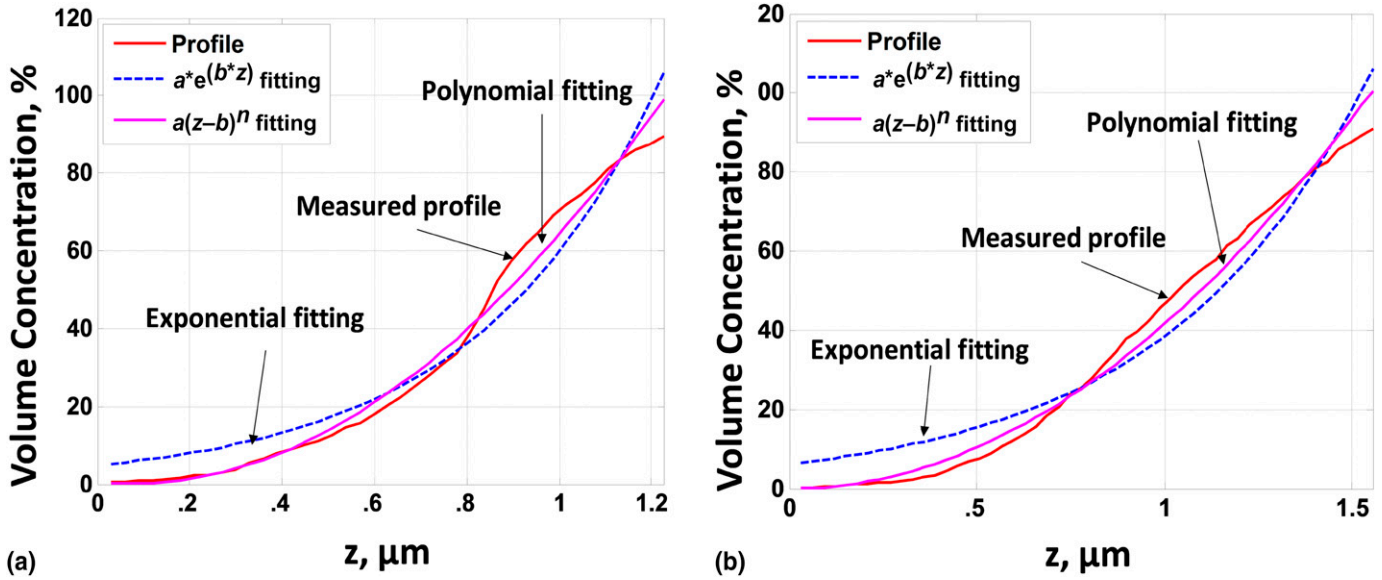 120
100
80
60
40
20
0
Volume Concentration, %
Profile
a*e(b*z) fitting
a(z–b)n fitting
Polynomial fitting
Measured profile
Exponential fitting
0
.2
.4
.6
.8
1
1.2
z, µm
(a)
20
00
80
60
40
20
0
Volume Concentration, %
Profile
a*e(b*z) fitting
a(z–b)n fitting
Polynomial fitting
Measured profile
Exponential fitting
0
.5
1
1.5
z, µm
(b)